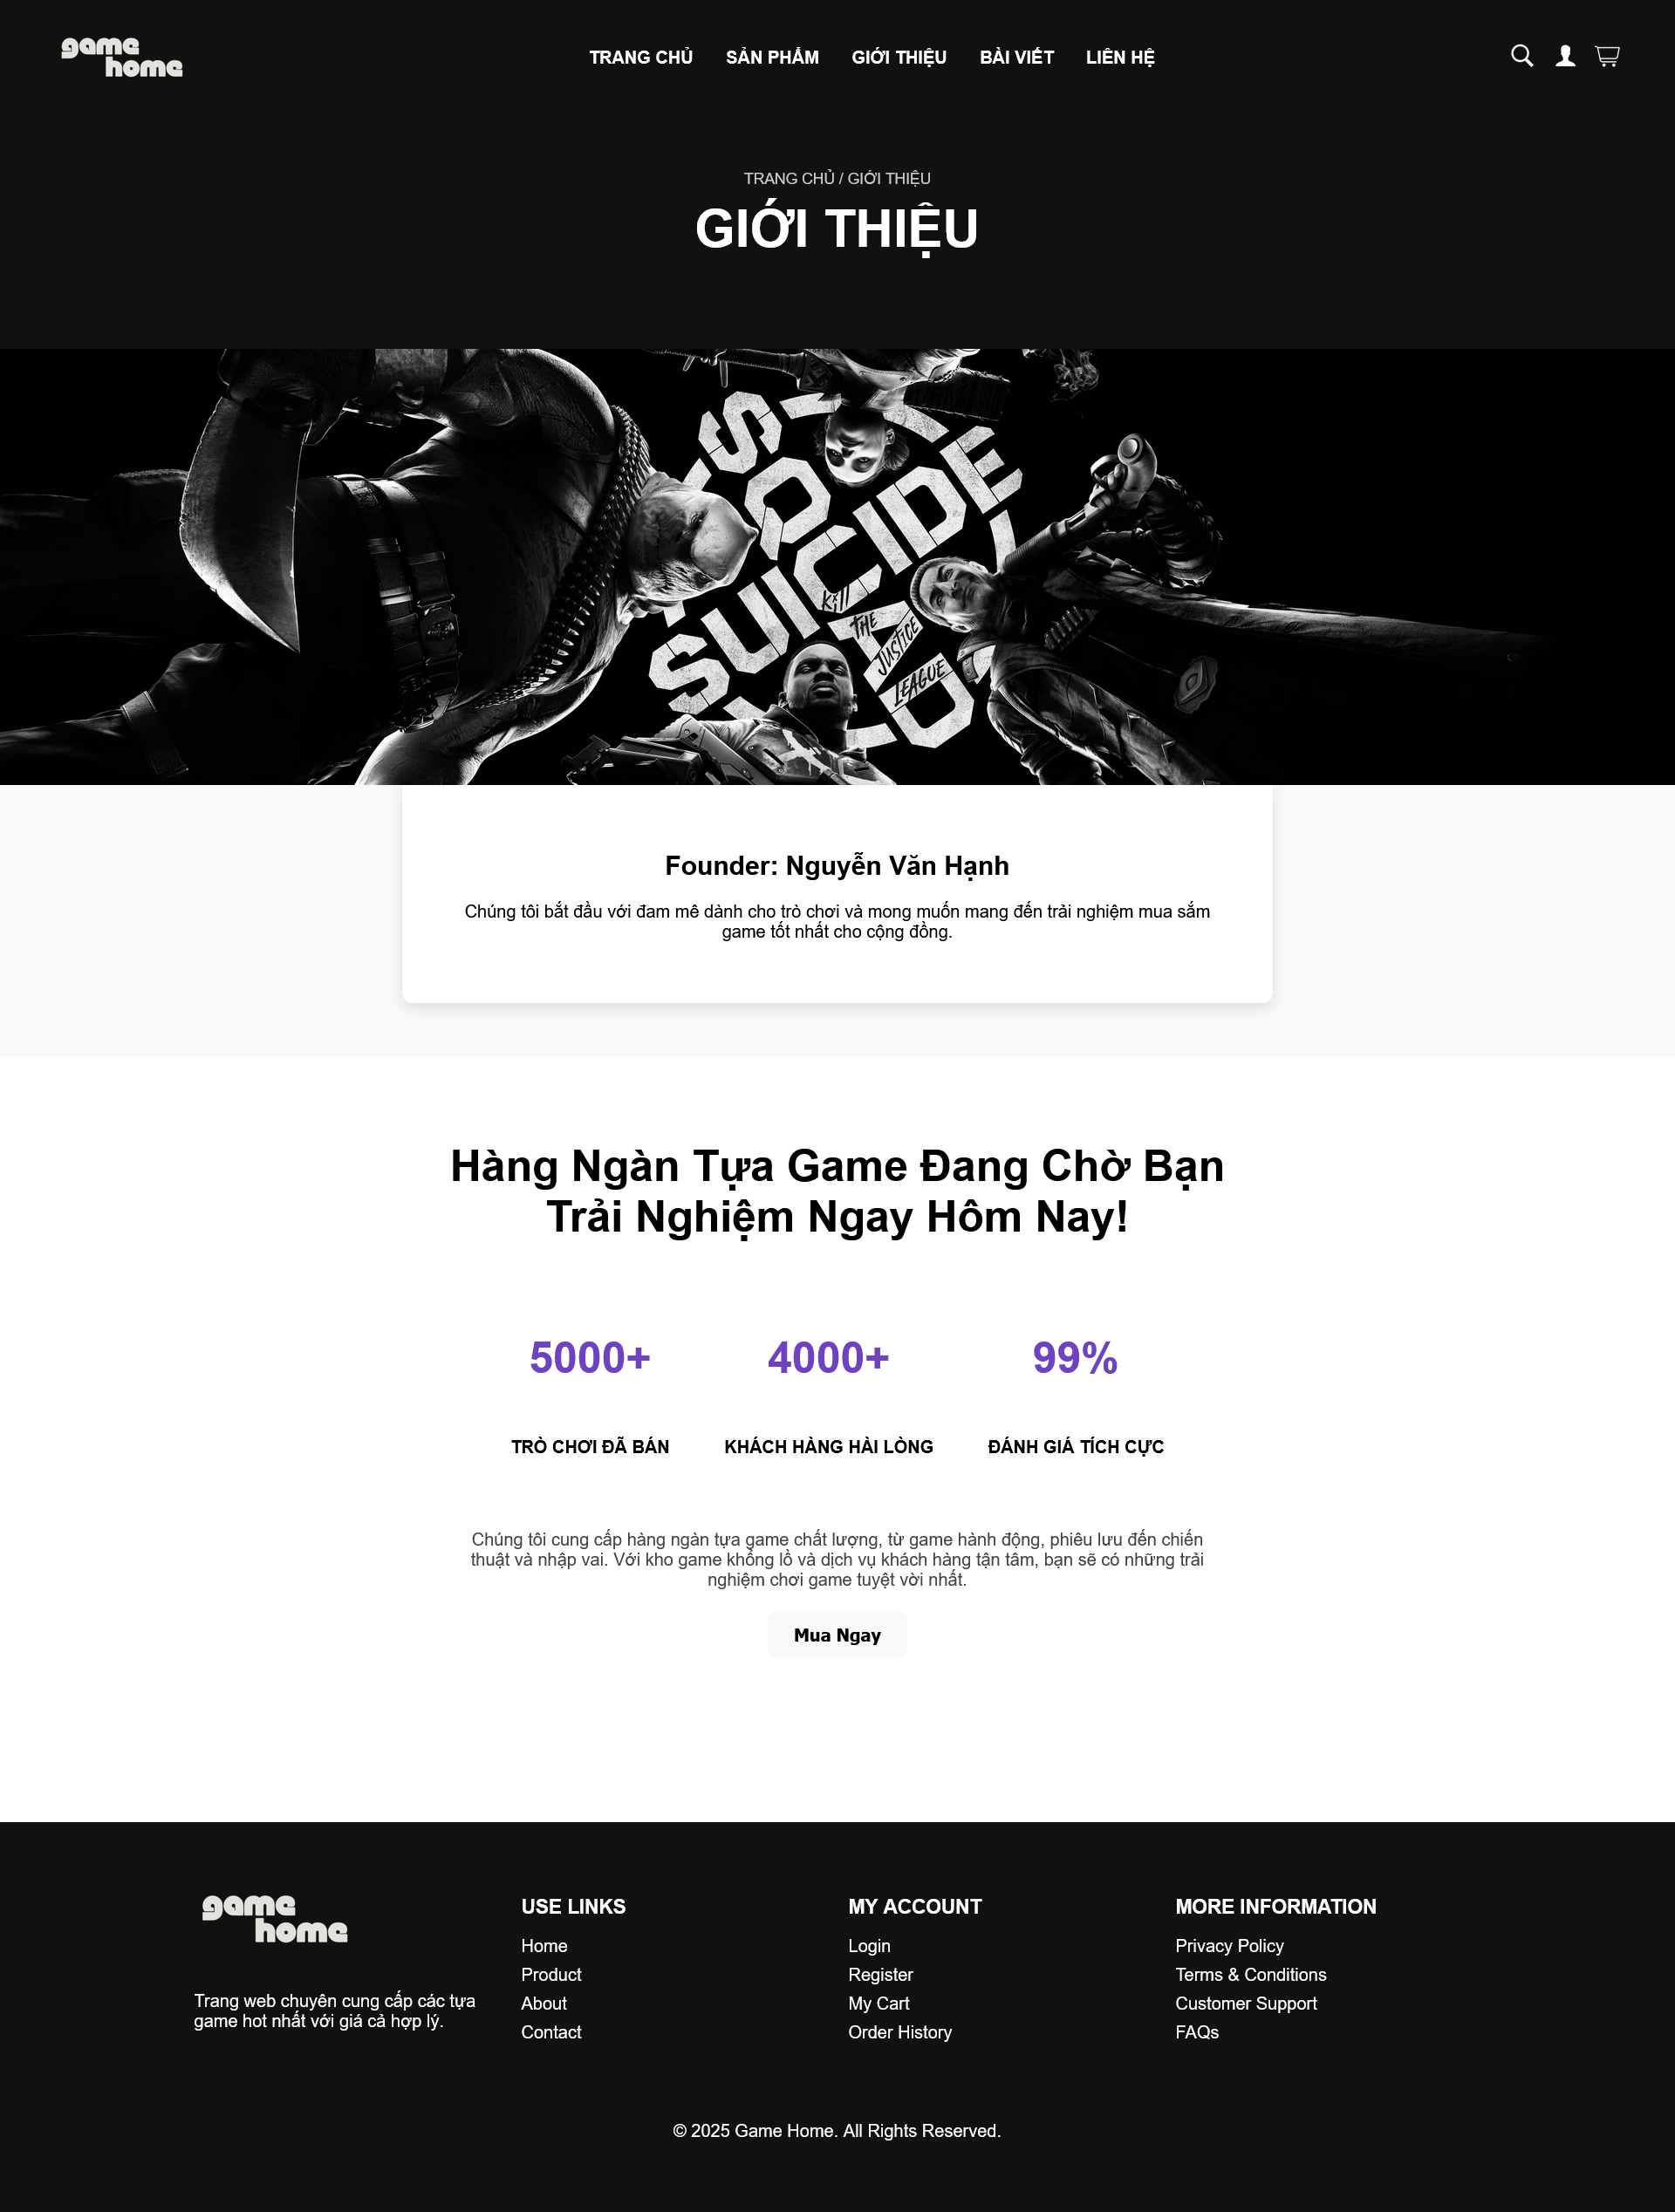 game
home
TRANG CHỦ SẢN PHẨM GIỚI THIỆU BÀI VIẾT LIÊN HỆ
TRANG CHỦ / GIỚI THIỆU
GIỚI THIỆU
SUICIDE
KiLL
THE
JUSTICE
LEAGUE
Founder: Nguyễn Văn Hạnh
Chúng tôi bắt đầu với đam mê dành cho trò chơi và mong muốn mang đến trải nghiệm mua sắm
game tốt nhất cho cộng đồng.
Hàng Ngàn Tựa Game Đang Chờ Bạn
Trải Nghiệm Ngay Hôm Nay!
5000+ 4000+ 99%
TRÒ CHƠI ĐÃ BÁN KHÁCH HÀNG HÀI LÒNG ĐÁNH GIÁ TÍCH CỰC
Chúng tôi cung cấp hàng ngàn tựa game chất lượng, từ game hành động, phiêu lưu đến chiến
thuật và nhập vai. Với kho game khổng lồ và dịch vụ khách hàng tận tâm, bạn sẽ có những trải
nghiệm chơi game tuyệt vời nhất.
Mua Ngay
game
home
Trang web chuyên cung cấp các tựa
game hot nhất với giá cả hợp lý.
USE LINKS
Home
Product
About
Contact
MY ACCOUNT
Login
Register
My Cart
Order History
MORE INFORMATION
Privacy Policy
Terms & Conditions
Customer Support
FAQs
© 2025 Game Home. All Rights Reserved.